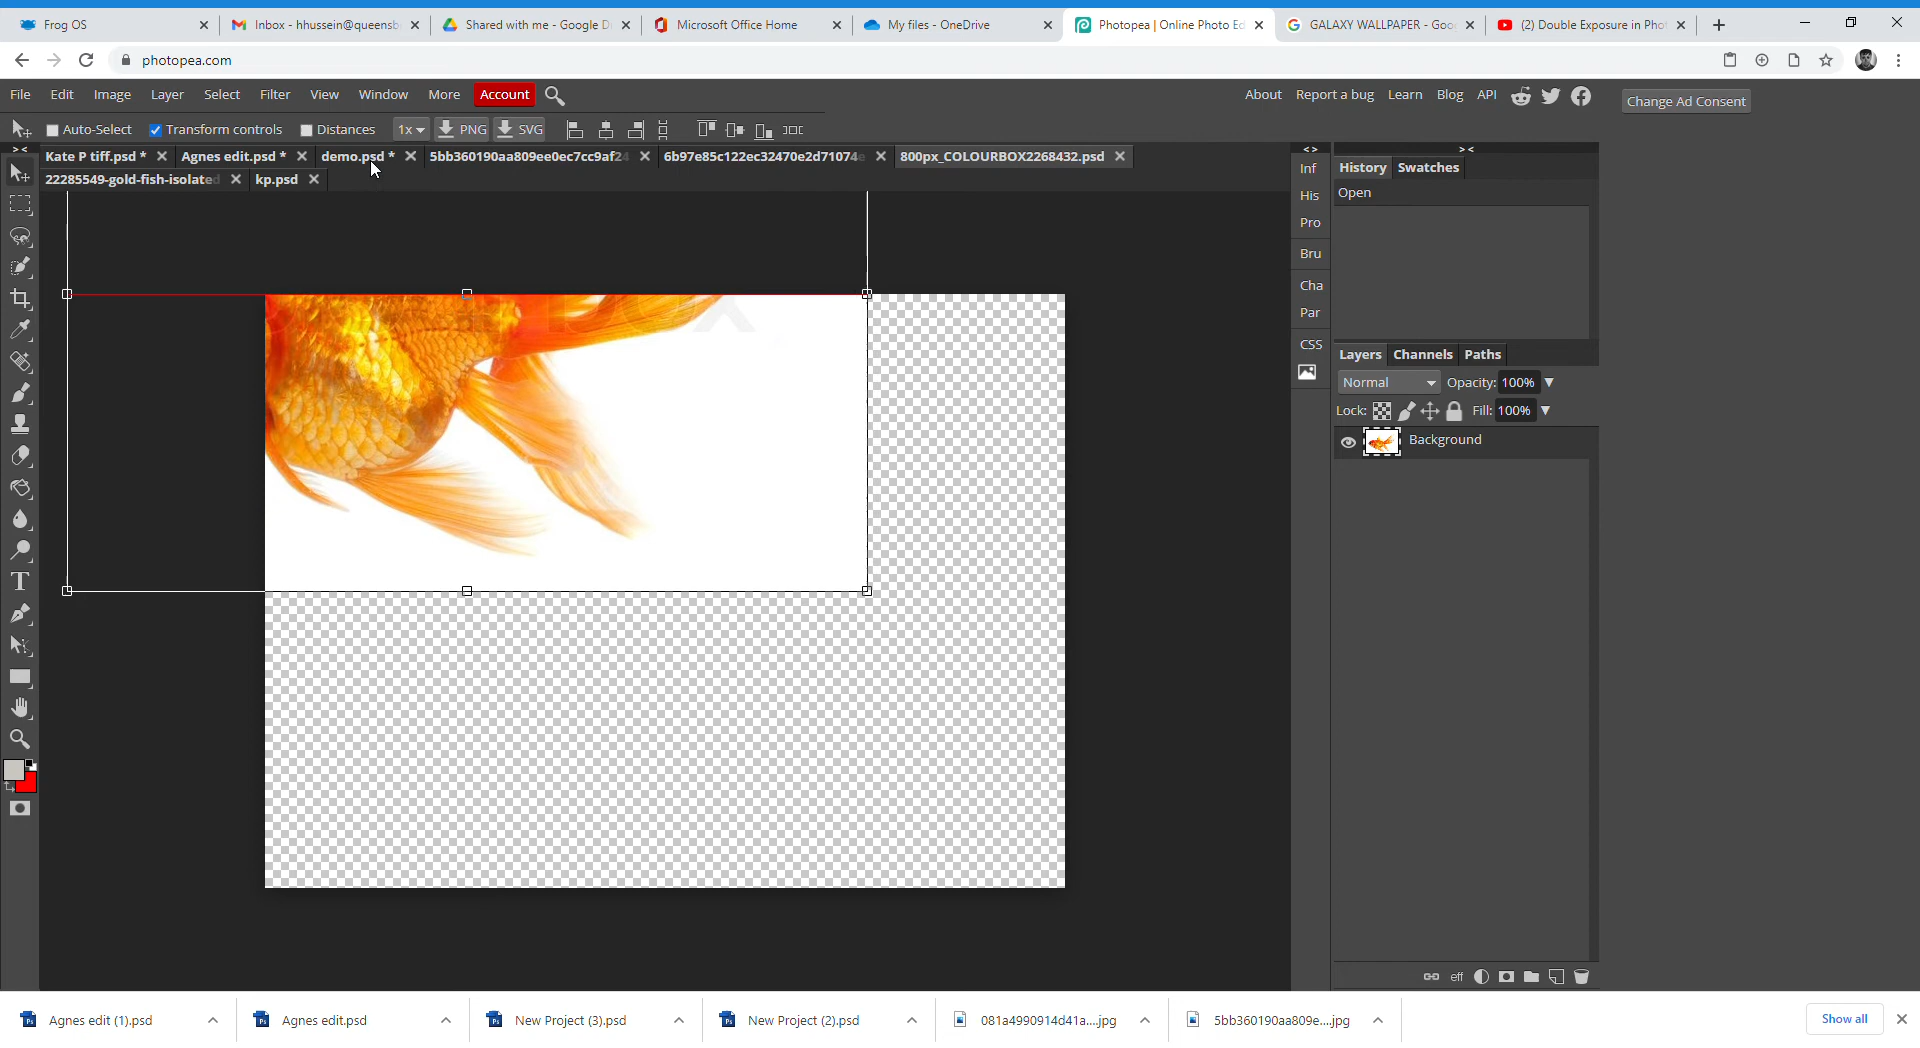 Frog OS
Inbox - hhussein@queensb
Shared with me - Google D
Microsoft Office Home
My files - OneDrive
Photopea | Online Photo Ed
GALAXY WALLPAPER - Goo
(2) Double Exposure in Phot
photopea.com
File Edit Image Layer Select Filter View Window More Account
About Report a bug Learn Blog API
Change Ad Consent
Auto-Select Transform controls Distances 1x PNG SVG
Kate P tiff.psd * Agnes edit.psd * demo.psd * 5bb360190aa809ee0ec7cc9af24 6b97e85c122ec32470e2d71074e 800px_COLOURBOX2268432.psd
22285549-gold-fish-isolated kp.psd
Inf
His
Pro
Bru
Cha
Par
CSS
History Swatches
Open
Layers Channels Paths
Normal Opacity: 100%
Lock: Fill: 100%
Background
eff
T
Agnes edit (1).psd
Agnes edit.psd
New Project (3).psd
New Project (2).psd
081a4990914d41a....jpg
5bb360190aa809e....jpg
Show all